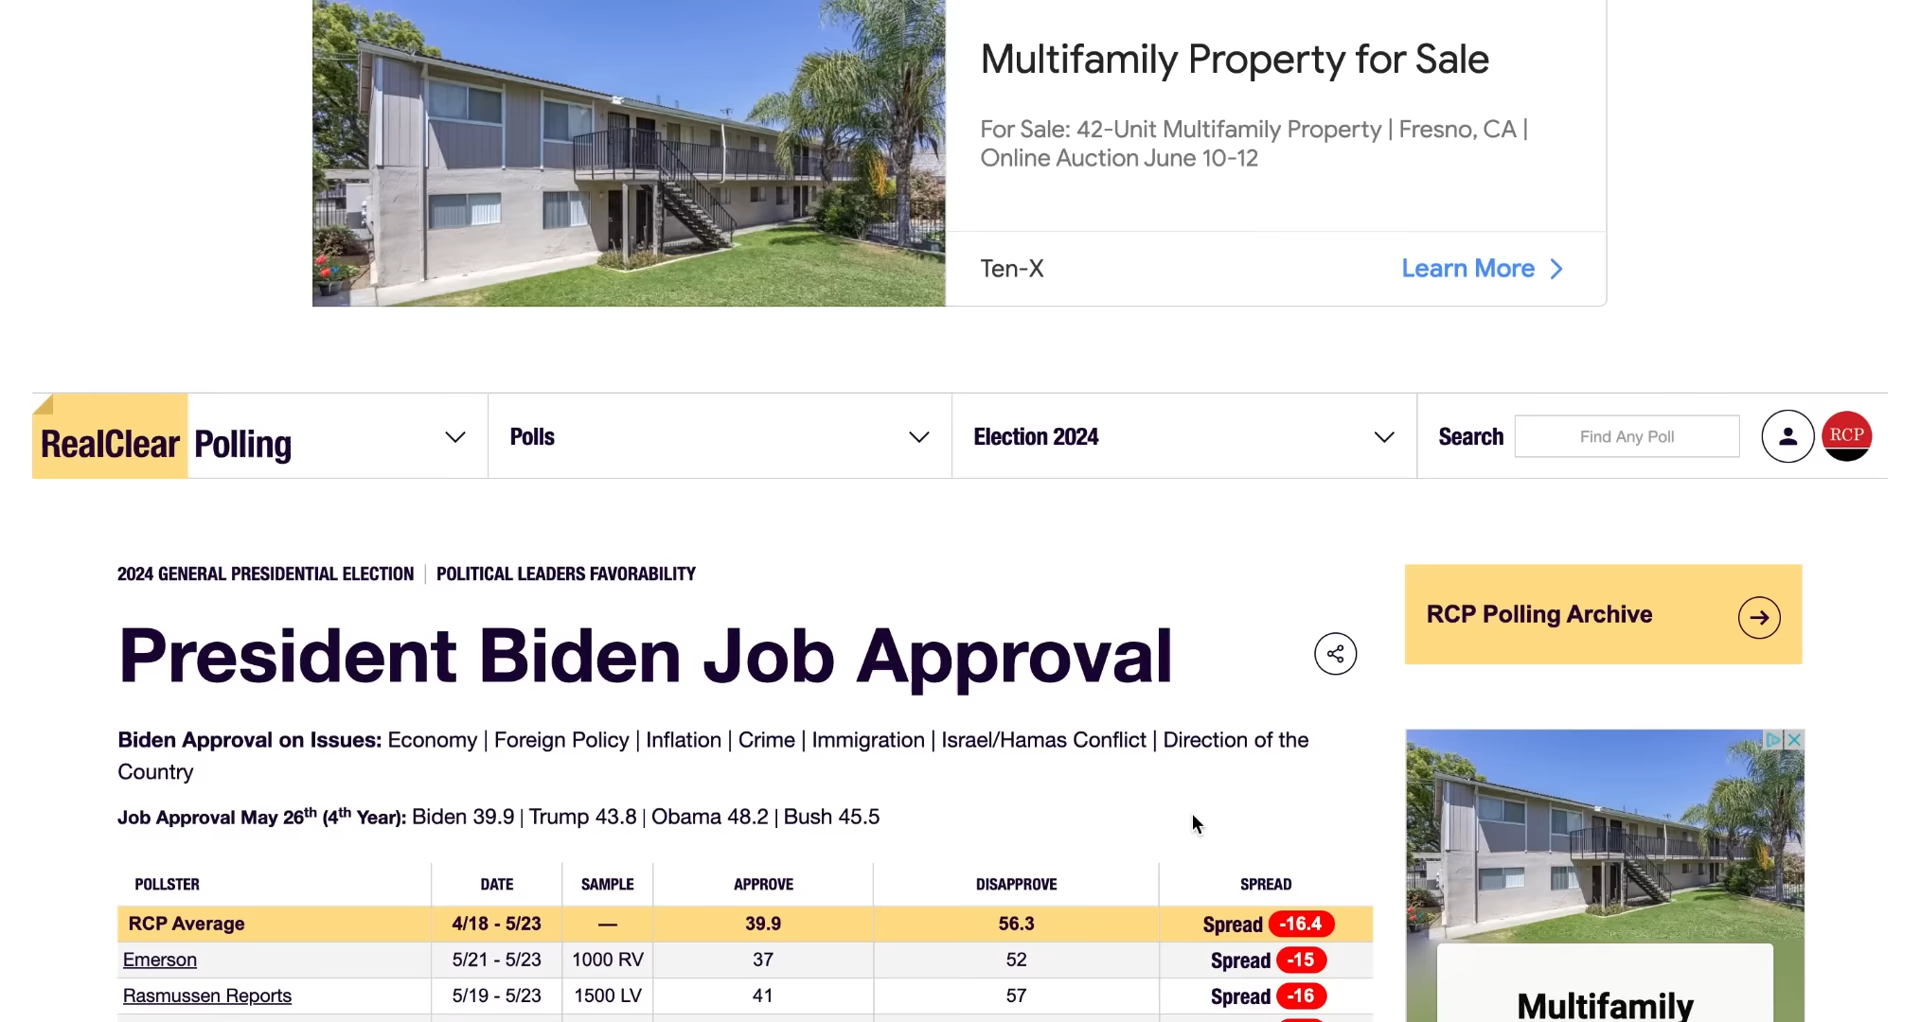 Multifamily Property for Sale
For Sale: 42-Unit Multifamily Property | Fresno, CA |
Online Auction June 10-12
Ten-X
Learn More
RealClear Polling
Polls
Election 2024
Search
Find Any Poll
RCP
2024 GENERAL PRESIDENTIAL ELECTION | POLITICAL LEADERS FAVORABILITY
President Biden Job Approval
Biden Approval on Issues: Economy | Foreign Policy | Inflation | Crime | Immigration | Israel/Hamas Conflict | Direction of the
Country
Job Approval May 26th (4th Year): Biden 39.9 | Trump 43.8 | Obama 48.2 | Bush 45.5
POLLSTER DATE SAMPLE APPROVE DISAPPROVE SPREAD
RCP Average 4/18 - 5/23 — 39.9 56.3 Spread -16.4
Emerson 5/21 - 5/23 1000 RV 37 52 Spread -15
Rasmussen Reports 5/19 - 5/23 1500 LV 41 57 Spread -16
RCP Polling Archive
Multifamily